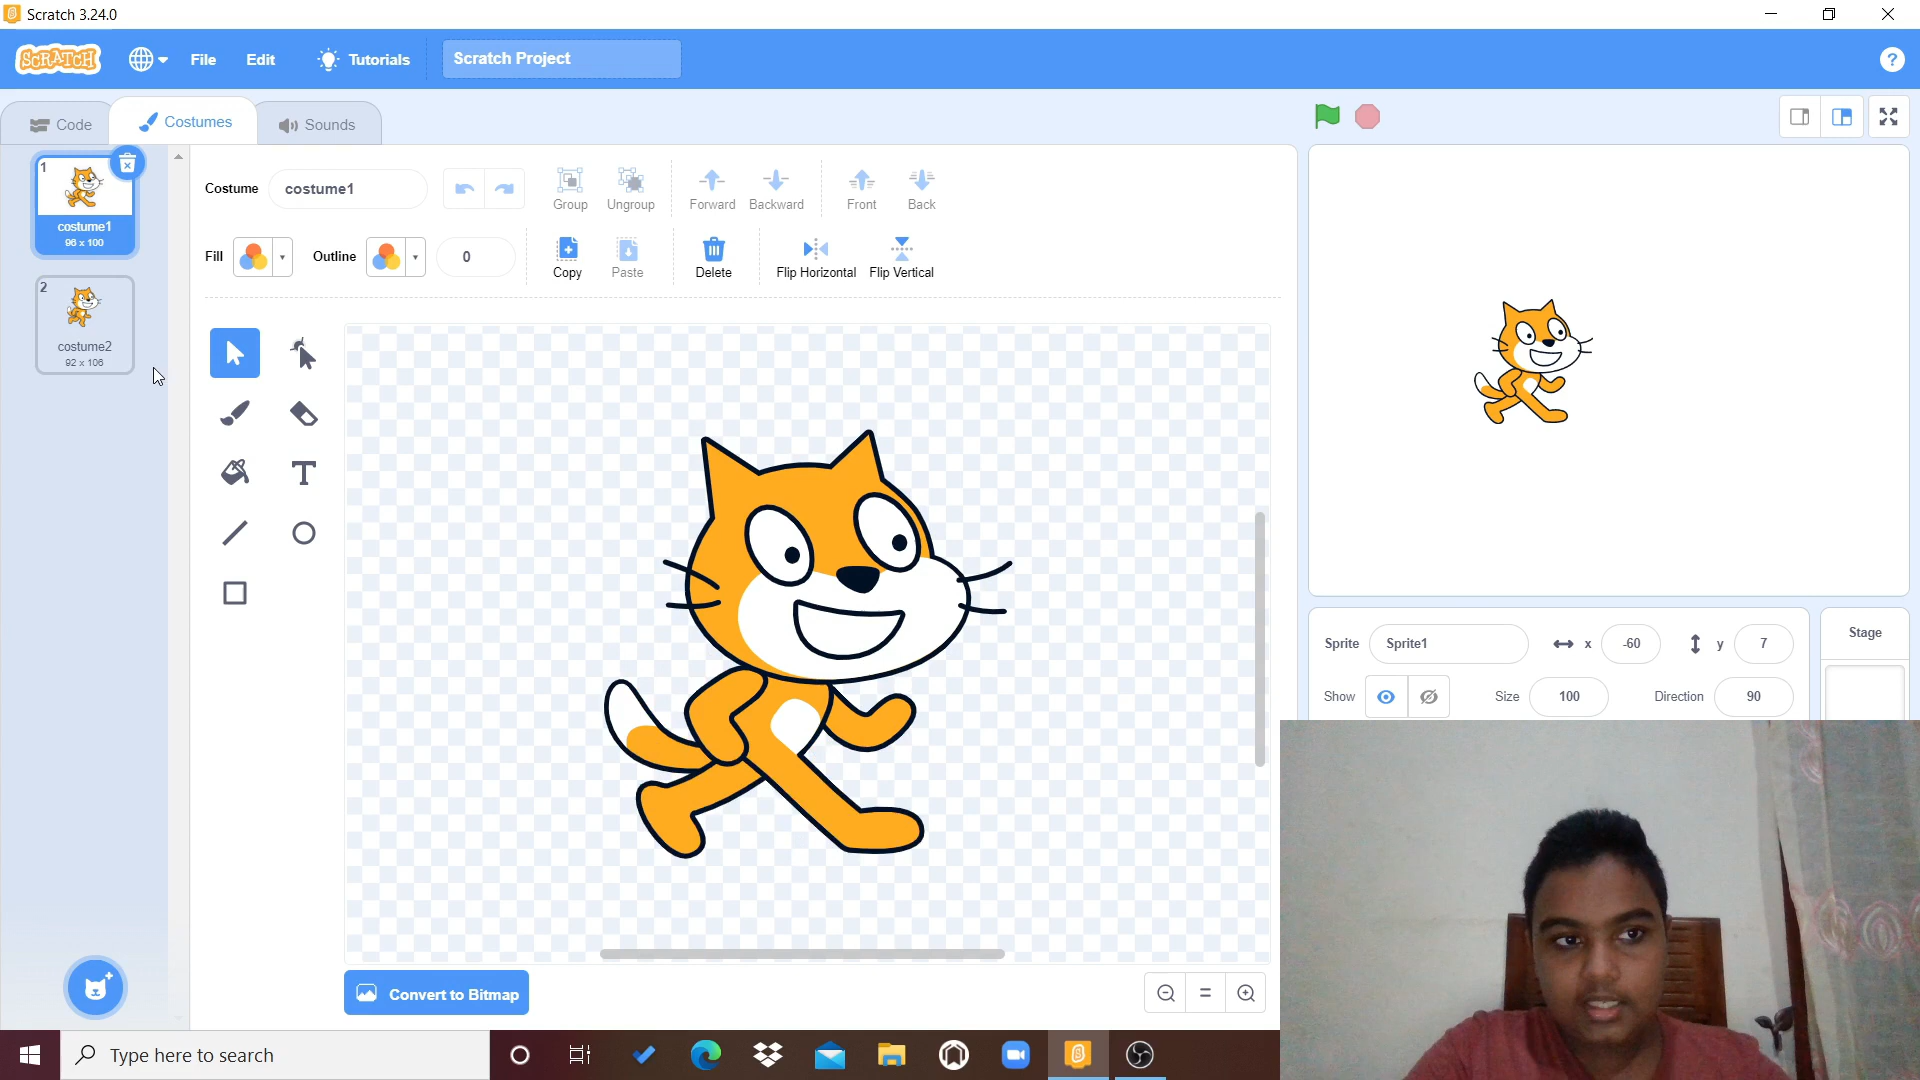 Scratch 3.24.0
SCRATCH File Edit Tutorials Scratch Project ?
Code Costumes Sounds
1
costume1
96 x 100
2
costume2
92 x 106
Costume costume1 Group Ungroup Forward Backward Front Back
Fill Outline 0 Copy Paste Delete Flip Horizontal Flip Vertical
T
Convert to Bitmap
Sprite Sprite1 x -60 y 7
Show Size 100 Direction 90
Stage
Type here to search